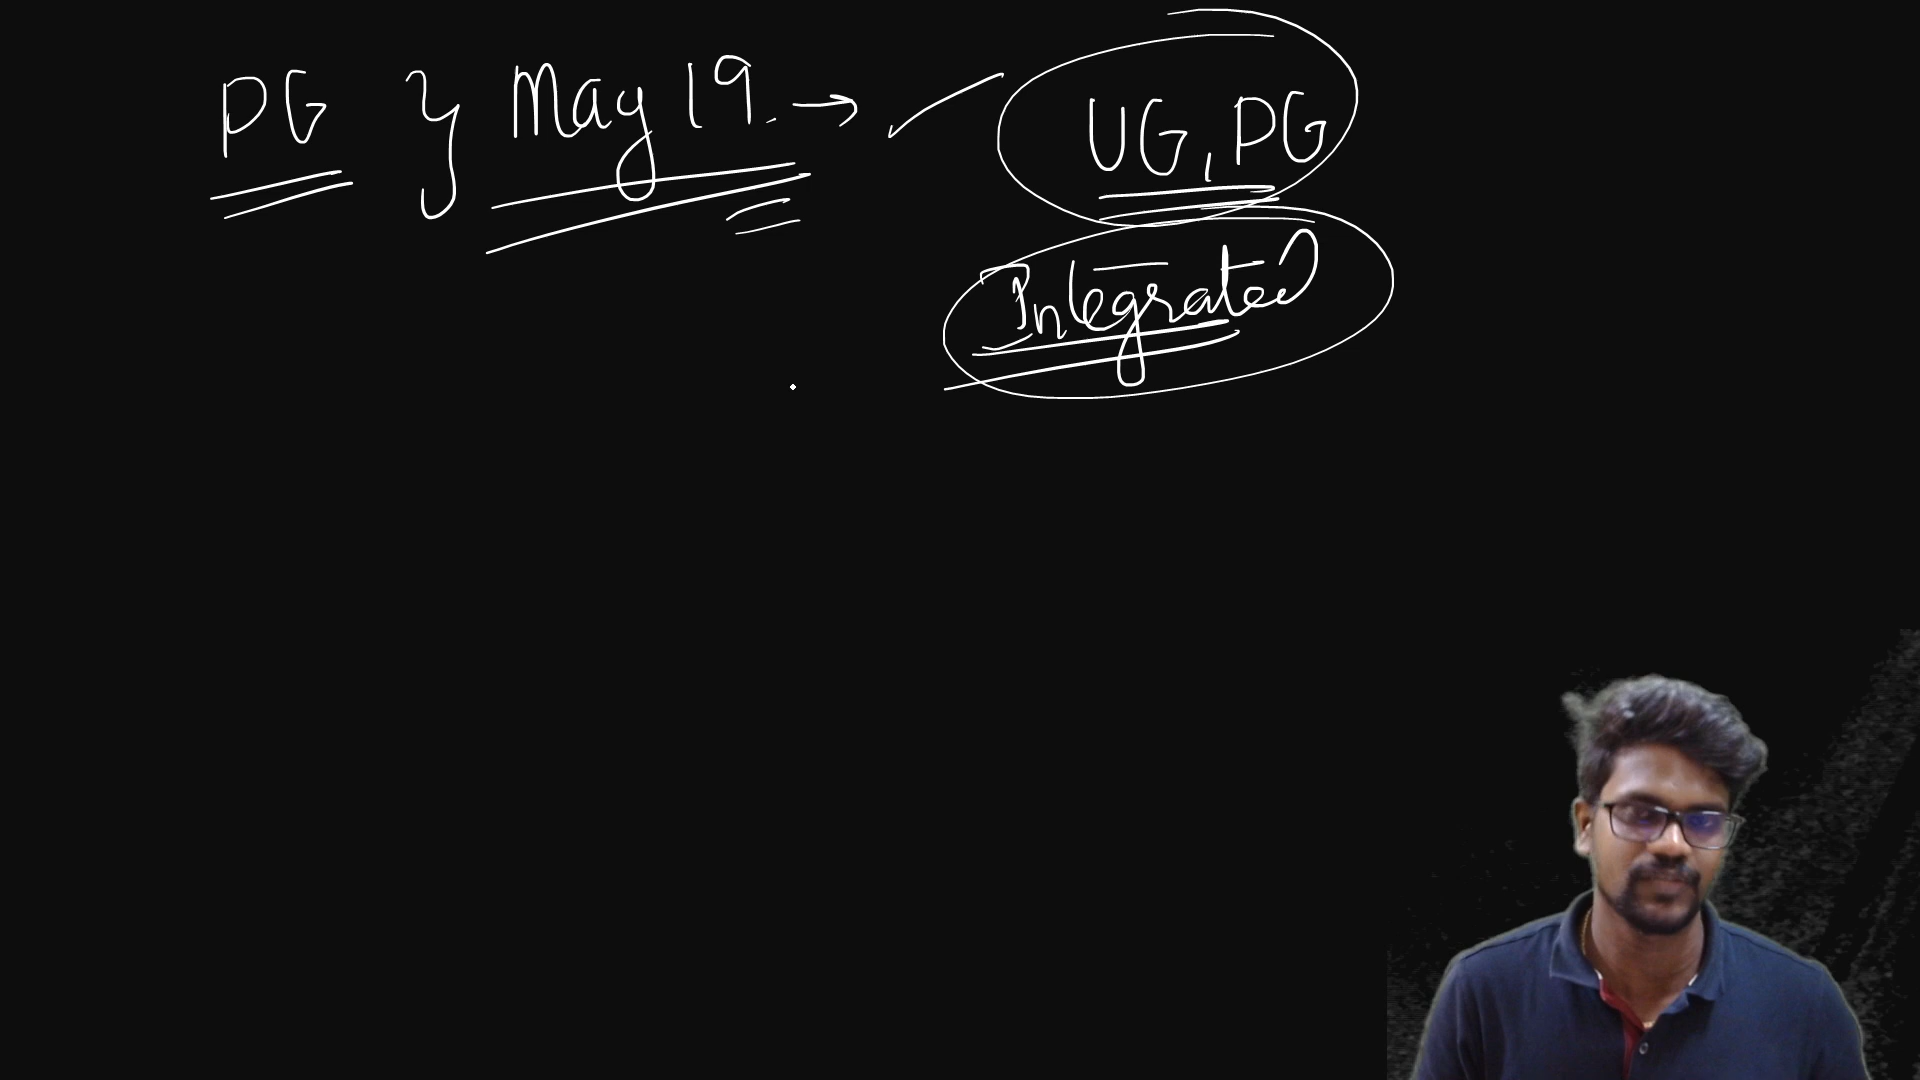 PG } May 19. → ✓ UG, PG
Integrated